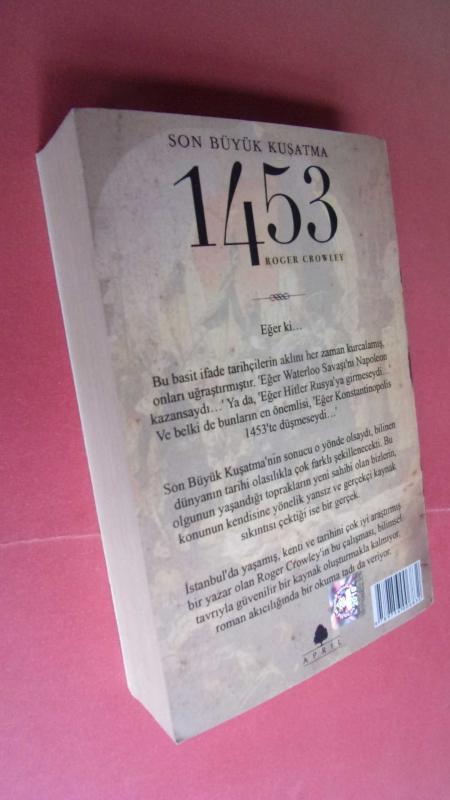 SON BÜYÜK KUŞATMA
1453
ROGER CROWLEY
Eğer ki...
Bu basit ifade tarihçilerin aklını her zaman kurcalamış,
onları uğraştırmıştır. 'Eğer Waterloo Savaşı'nı Napoleon
kazansaydı...' Ya da, 'Eğer Hitler Rusya'ya girmeseydi...'
Ve belki de bunların en önemlisi, 'Eğer Konstantinopolis
1453'te düşmeseydi...'
Son Büyük Kuşatma'nin sonucu o yönde olsaydı, bilinen
dünyanın tarihi olasılıkla çok farklı şekillenecekti. Bu
olgunun yaşandığı toprakların yeni sahibi olan bizlerin,
konunun kendisine yönelik yansız ve gerçekçi kaynak
sıkıntısı çektiği ise bir gerçek.
İstanbul'da yaşamış, kenti ve tarihini çok iyi araştırmış
bir yazar olan Roger Crowley'in bu çalışması, bilimsel
tavrıyla güvenilir bir kaynak oluşturmakla kalmıyor,
roman akıcılığında bir okuma tadı da veriyor.
APRIL